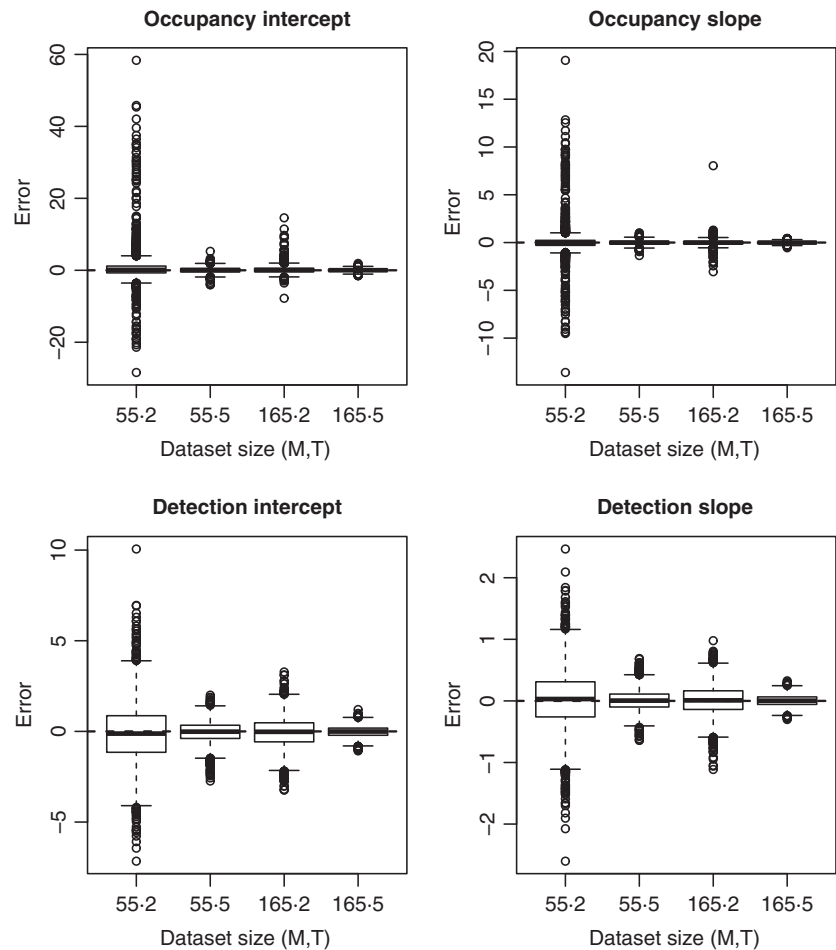 Occupancy intercept
Error
60
40
20
0
−20
55·2 55·5 165·2 165·5
Dataset size (M,T)
Occupancy slope
Error
20
15
10
5
0
−5
−10
55·2 55·5 165·2 165·5
Dataset size (M,T)
Detection intercept
Error
10
5
0
−5
55·2 55·5 165·2 165·5
Dataset size (M,T)
Detection slope
Error
2
1
0
−1
−2
55·2 55·5 165·2 165·5
Dataset size (M,T)